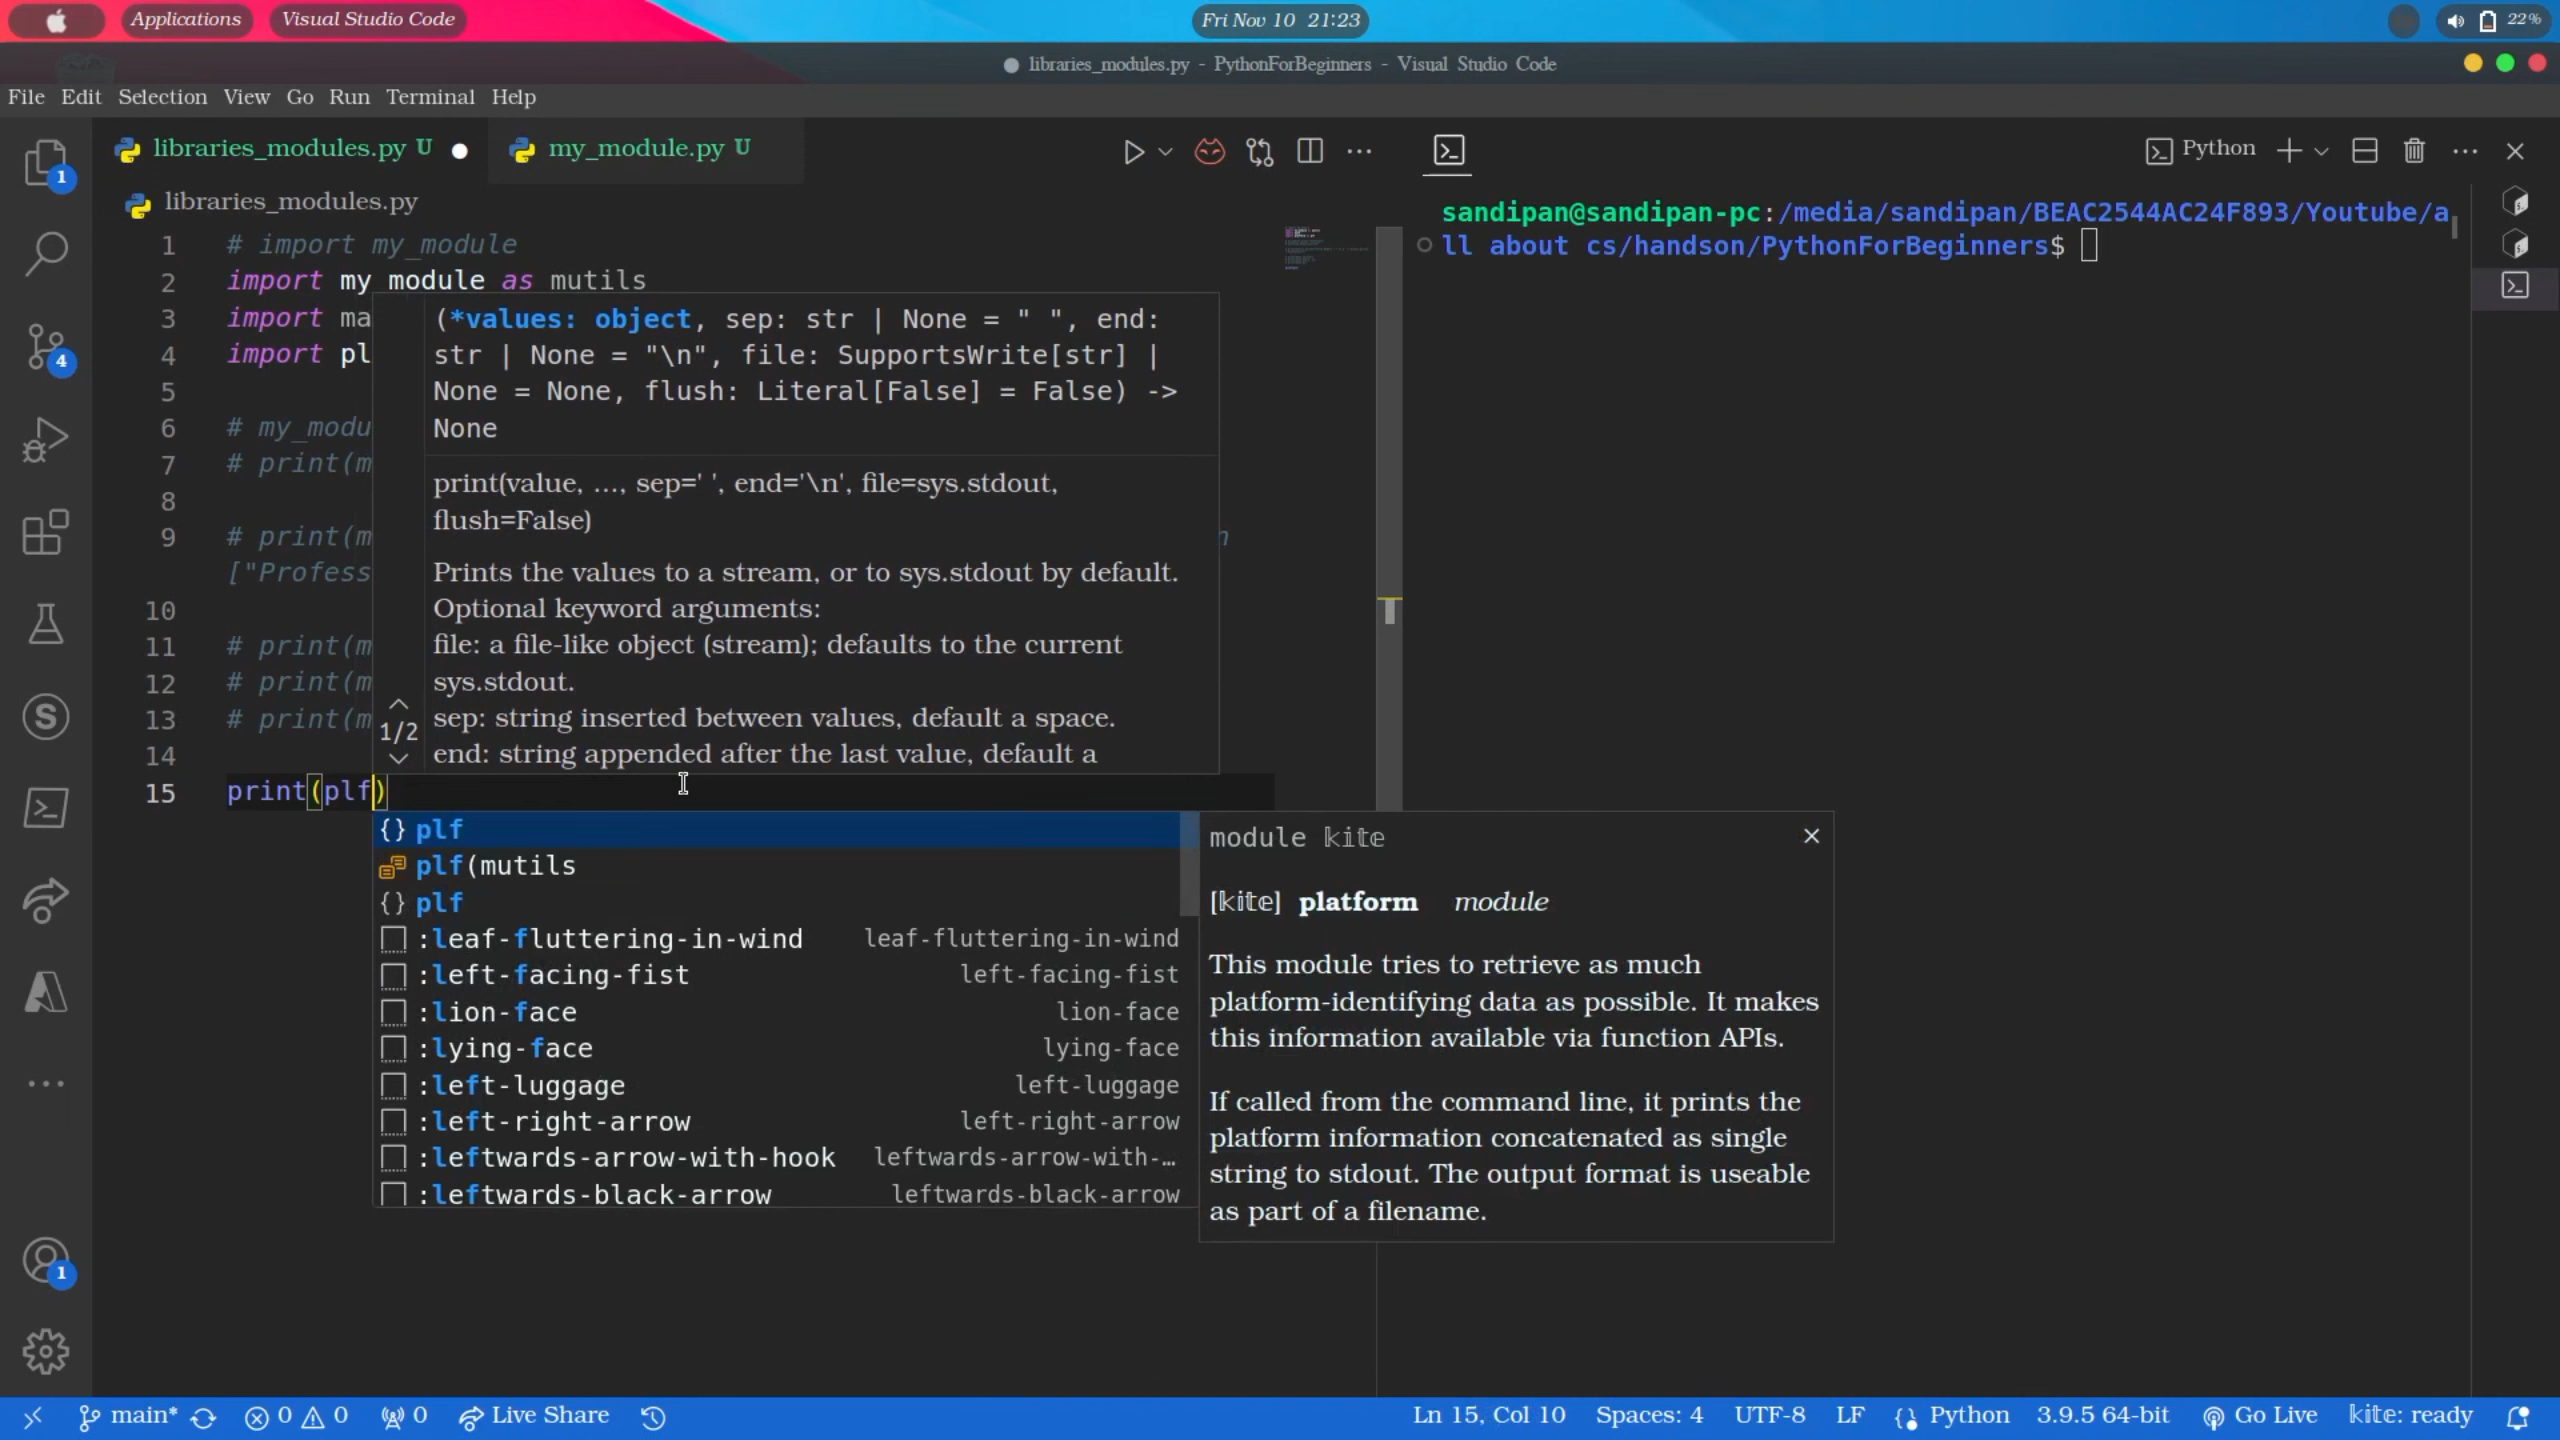 Applications Visual Studio Code Fri Nov 10 21:23 22%
libraries_modules.py - PythonForBeginners - Visual Studio Code
File Edit Selection View Go Run Terminal Help
libraries_modules.py U my_module.py U
Python
libraries_modules.py
1 # import my_module
2 import my_module as mutils
3 import ma
4 import pl
5
6 # my_modu
7 # print(m
8
9 # print(m n
["Profess
10
11 # print(m
12 # print(m
13 # print(m
14
15 print(plf)
(*values: object, sep: str | None = " ", end:
str | None = "\n", file: SupportsWrite[str] |
None = None, flush: Literal[False] = False) ->
None
print(value, ..., sep=' ', end='\n', file=sys.stdout,
flush=False)
Prints the values to a stream, or to sys.stdout by default.
Optional keyword arguments:
file: a file-like object (stream); defaults to the current
sys.stdout.
sep: string inserted between values, default a space.
end: string appended after the last value, default a
1/2
plf
plf(mutils
plf
:leaf-fluttering-in-wind leaf-fluttering-in-wind
:left-facing-fist left-facing-fist
:lion-face lion-face
:lying-face lying-face
:left-luggage left-luggage
:left-right-arrow left-right-arrow
:leftwards-arrow-with-hook leftwards-arrow-with-…
:leftwards-black-arrow leftwards-black-arrow
module 𝕜𝕚𝕥𝕖
[𝕜𝕚𝕥𝕖] platform module
This module tries to retrieve as much
platform-identifying data as possible. It makes
this information available via function APIs.
If called from the command line, it prints the
platform information concatenated as single
string to stdout. The output format is useable
as part of a filename.
sandipan@sandipan-pc:/media/sandipan/BEAC2544AC24F893/Youtube/a
ll about cs/handson/PythonForBeginners$
1
4
S
1
main* 0 0 0 Live Share Ln 15, Col 10 Spaces: 4 UTF-8 LF Python 3.9.5 64-bit Go Live 𝕜𝕚𝕥𝕖: ready